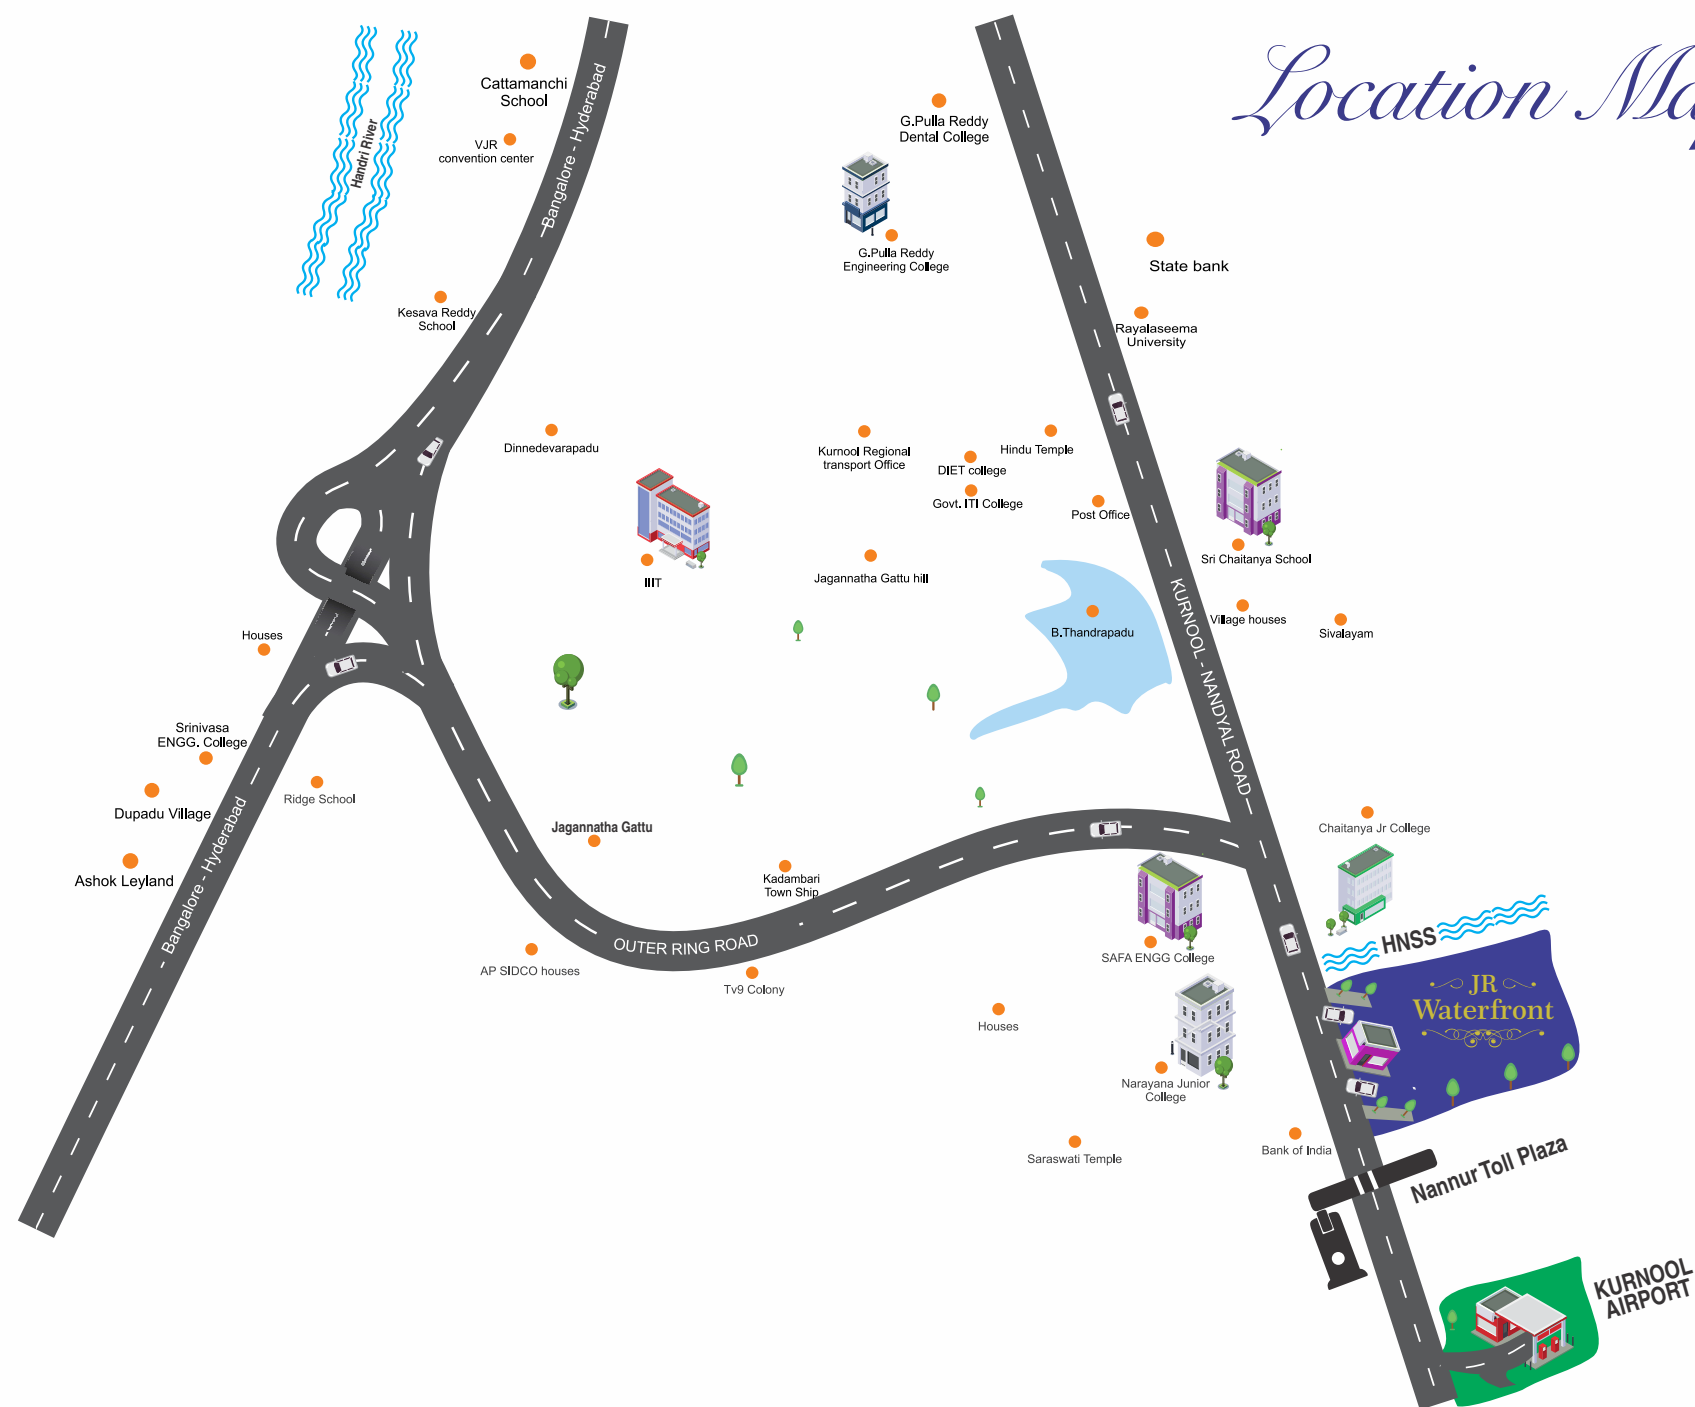 Location Ma
Cattamanchi
School
VJR
convention center
Handri River
Bangalore - Hyderabad
G.Pulla Reddy
Dental College
G.Pulla Reddy
Engineering College
State bank
Rayalaseema
University
Kesava Reddy
School
Dinnedevarapadu
Kurnool Regional
transport Office
DIET college
Hindu Temple
Govt. ITI College
Post Office
Sri Chaitanya School
IIIT
Jagannatha Gattu hill
B.Thandrapadu
Village houses
Sivalayam
KURNOOL - NANDYAL ROAD
Houses
Srinivasa
ENGG. College
Dupadu Village
Ashok Leyland
Ridge School
Bangalore - Hyderabad
Jagannatha Gattu
Kadambari
Town Ship
OUTER RING ROAD
AP SIDCO houses
Tv9 Colony
Chaitanya Jr College
SAFA ENGG College
HNSS
JR
Waterfront
Houses
Narayana Junior
College
Saraswati Temple
Bank of India
Nannur Toll Plaza
KURNOOL
AIRPORT